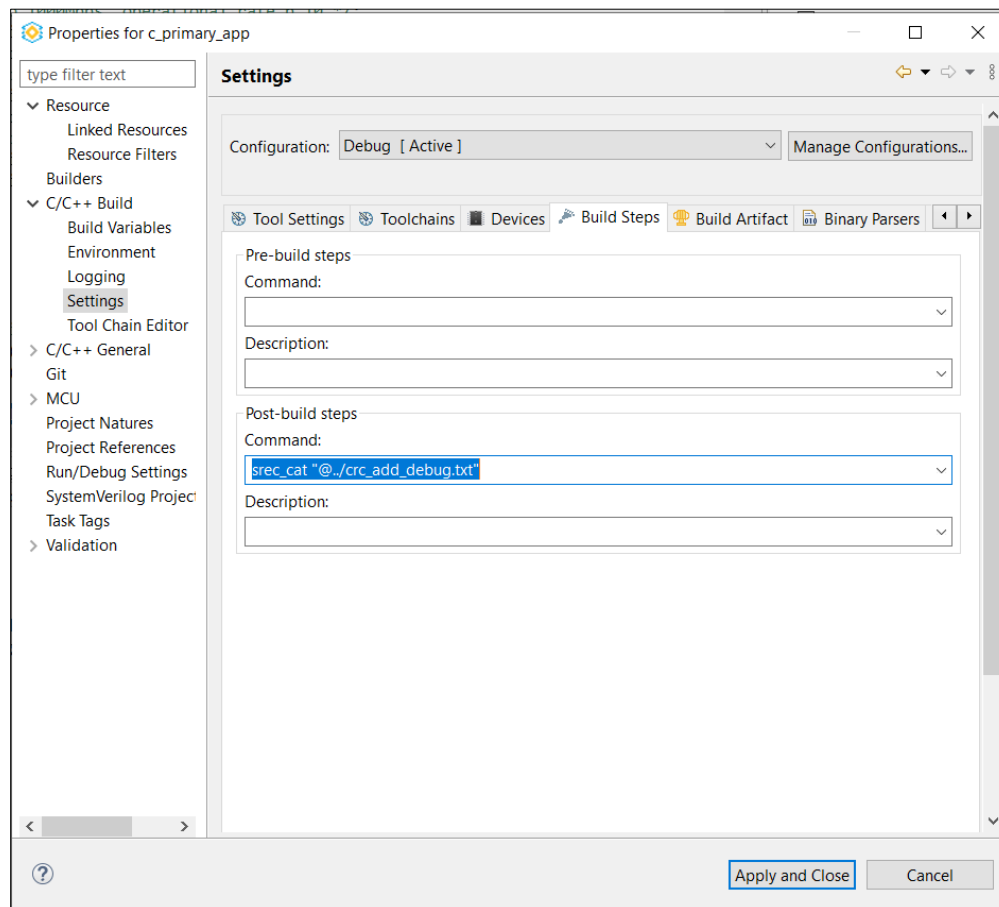 Properties for c_primary_app
type filter text
Resource
Linked Resources
Resource Filters
Builders
C/C++ Build
Build Variables
Environment
Logging
Settings
Tool Chain Editor
C/C++ General
Git
MCU
Project Natures
Project References
Run/Debug Settings
SystemVerilog Project
Task Tags
Validation
Settings
Configuration: Debug [ Active ] Manage Configurations...
Tool Settings Toolchains Devices Build Steps Build Artifact Binary Parsers
Pre-build steps
Command:
Description:
Post-build steps
Command:
srec_cat "@../crc_add_debug.txt"
Description:
Apply and Close Cancel